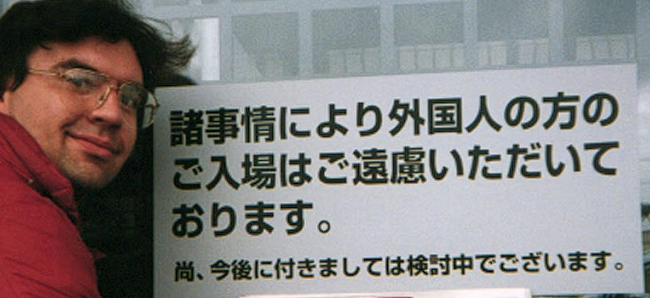 諸事情により外国人の方の
ご入場はご遠慮いただいて
おります。
尚、今後に付きましては検討中でございます。